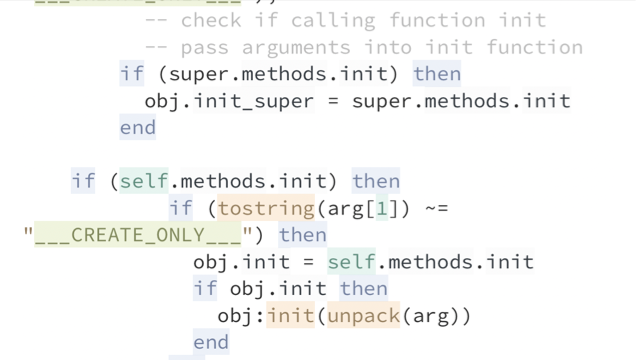 "___CREATE_ONLY___"
-- check if calling function init
-- pass arguments into init function
if (super.methods.init) then
obj.init_super = super.methods.init
end
if (self.methods.init) then
if (tostring(arg[1]) ~=
"___CREATE_ONLY___") then
obj.init = self.methods.init
if obj.init then
obj:init(unpack(arg))
end